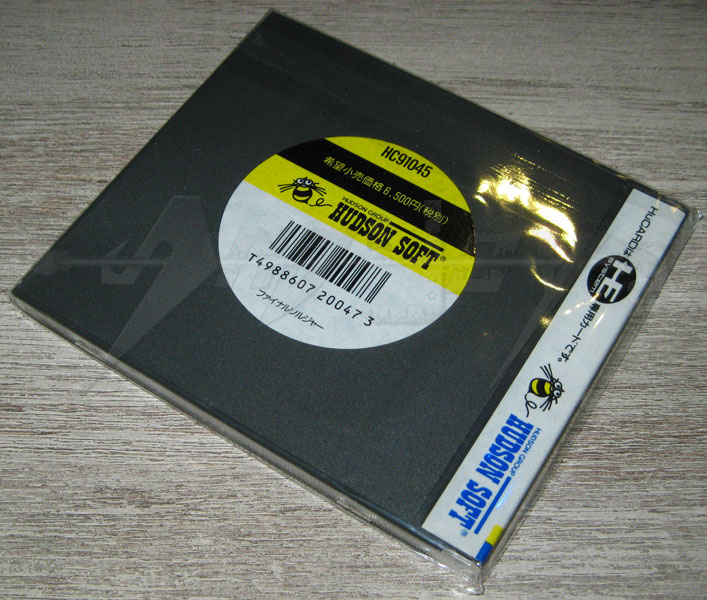 HC91045
希望小売価格 6,500円(税別)
HUDSON GROUP
HUDSON SOFT®
T4988607 20047 3
ファイナルソルジャー
HuCARDは
HE
SYSTEM
専用カードです。
HUDSON GROUP
HUDSON SOFT®